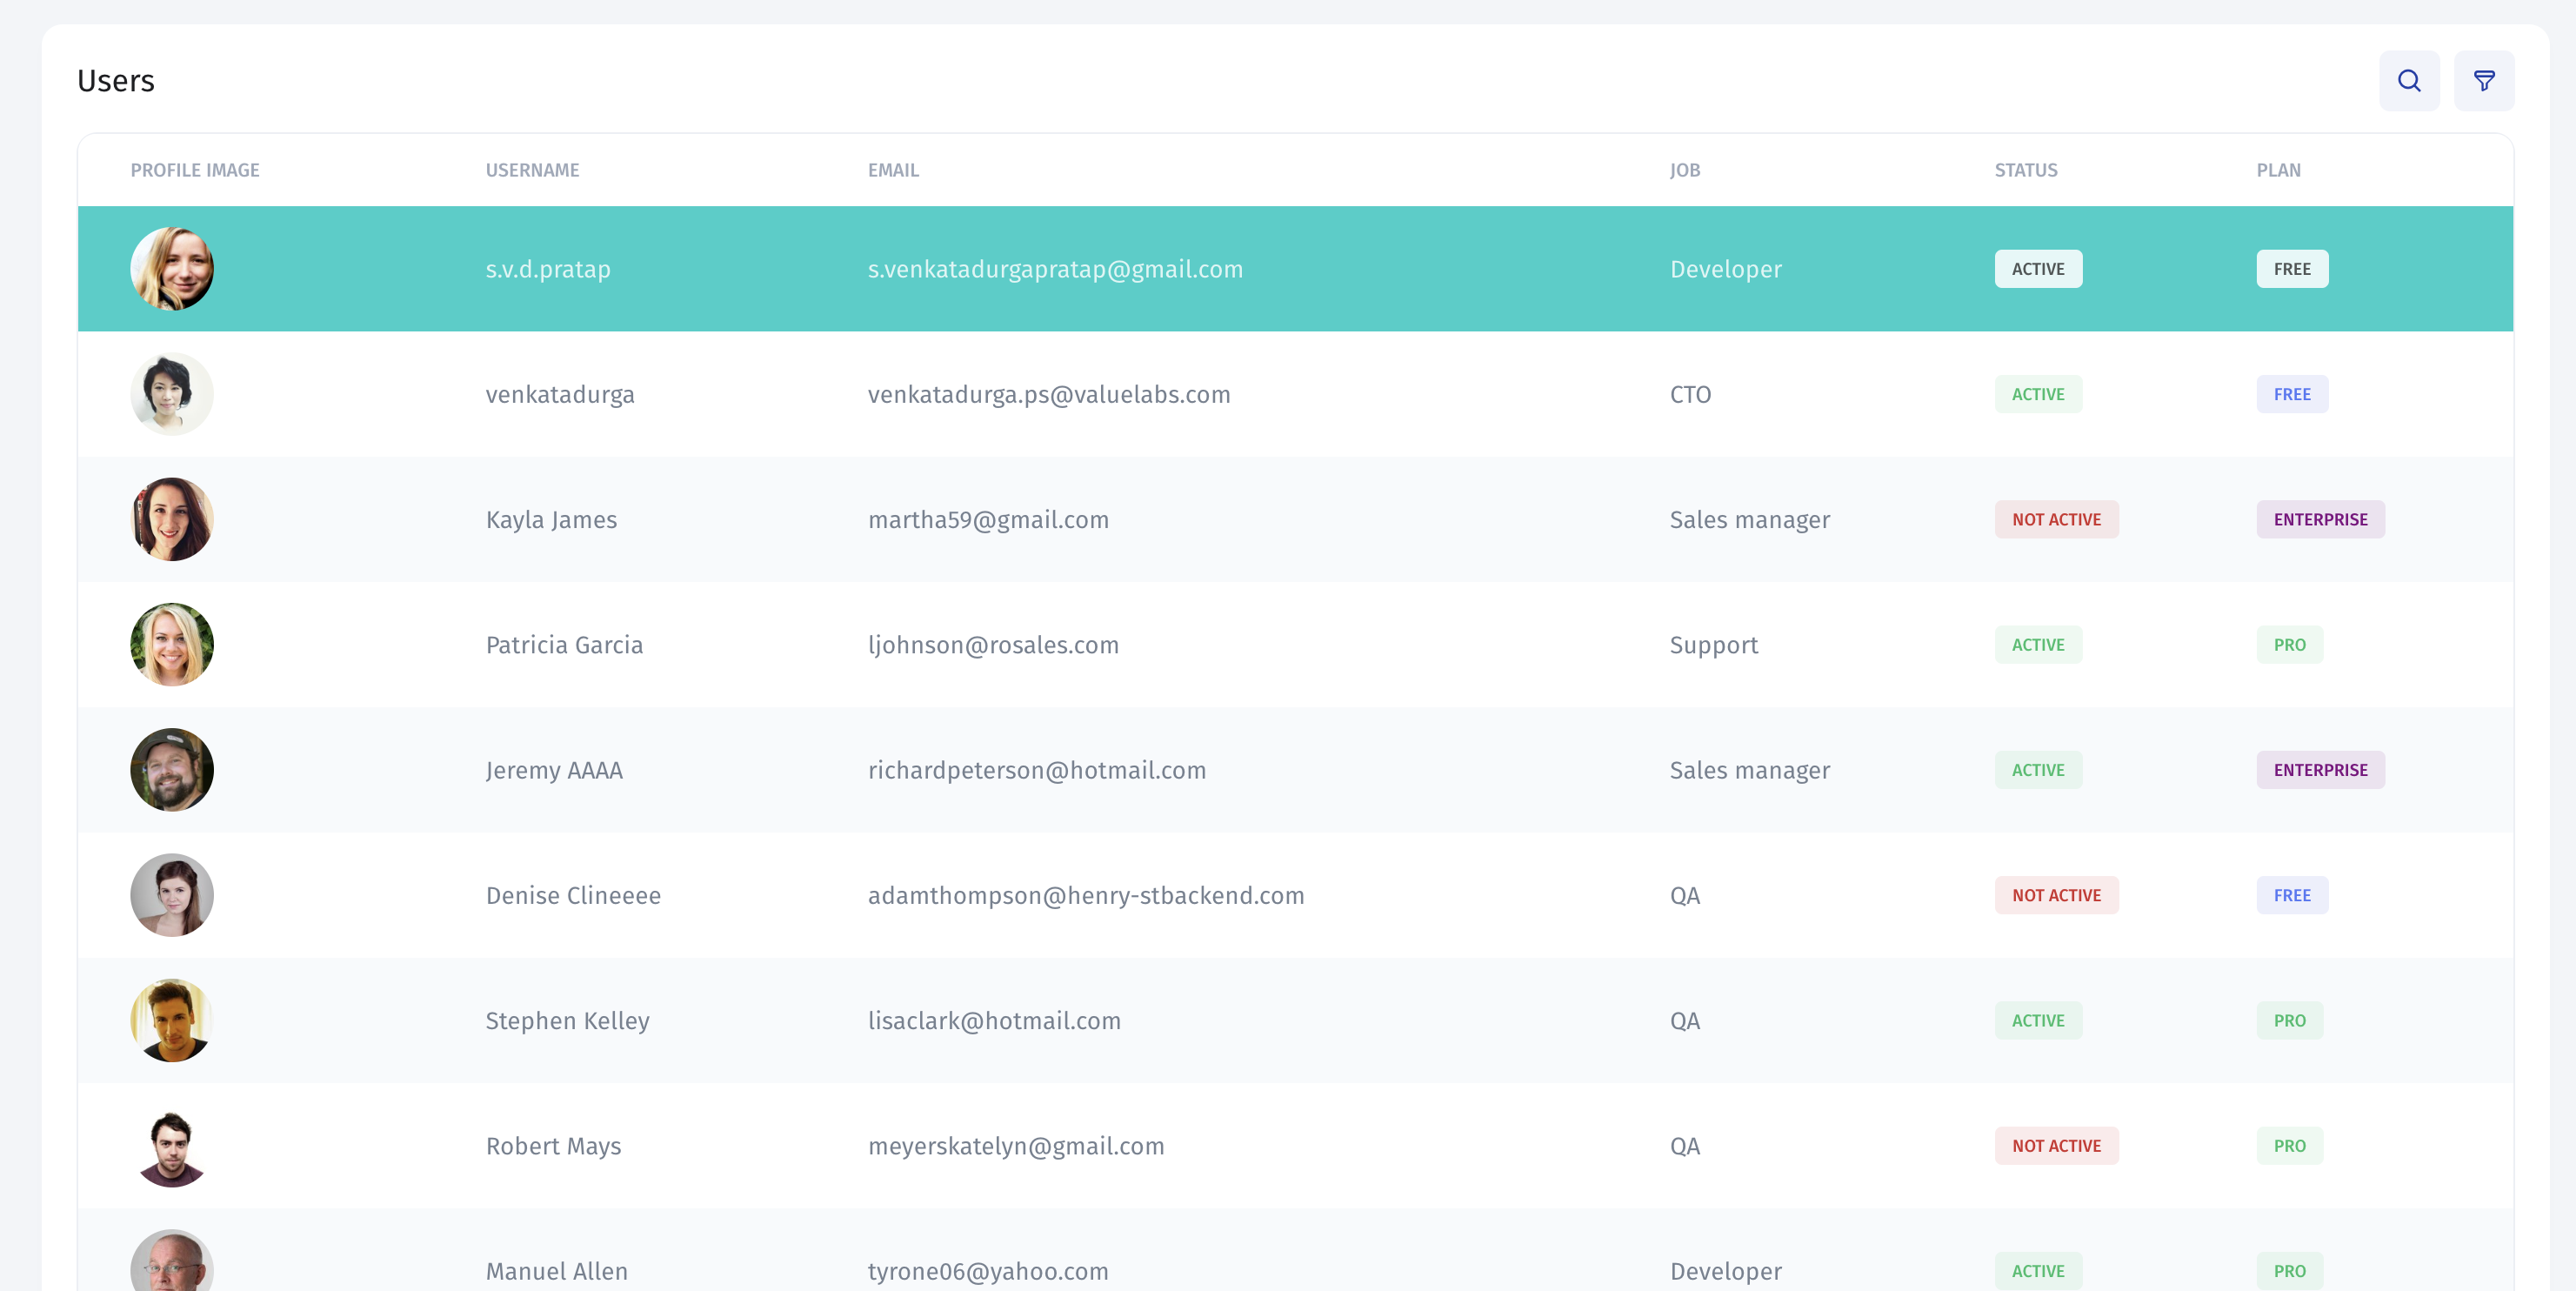 Users
PROFILE IMAGE USERNAME EMAIL JOB STATUS PLAN
s.v.d.pratap s.venkatadurgapratap@gmail.com Developer ACTIVE FREE
venkatadurga venkatadurga.ps@valuelabs.com CTO ACTIVE FREE
Kayla James martha59@gmail.com Sales manager NOT ACTIVE ENTERPRISE
Patricia Garcia ljohnson@rosales.com Support ACTIVE PRO
Jeremy AAAA richardpeterson@hotmail.com Sales manager ACTIVE ENTERPRISE
Denise Clineeee adamthompson@henry-stbackend.com QA NOT ACTIVE FREE
Stephen Kelley lisaclark@hotmail.com QA ACTIVE PRO
Robert Mays meyerskatelyn@gmail.com QA NOT ACTIVE PRO
Manuel Allen tyrone06@yahoo.com Developer ACTIVE PRO